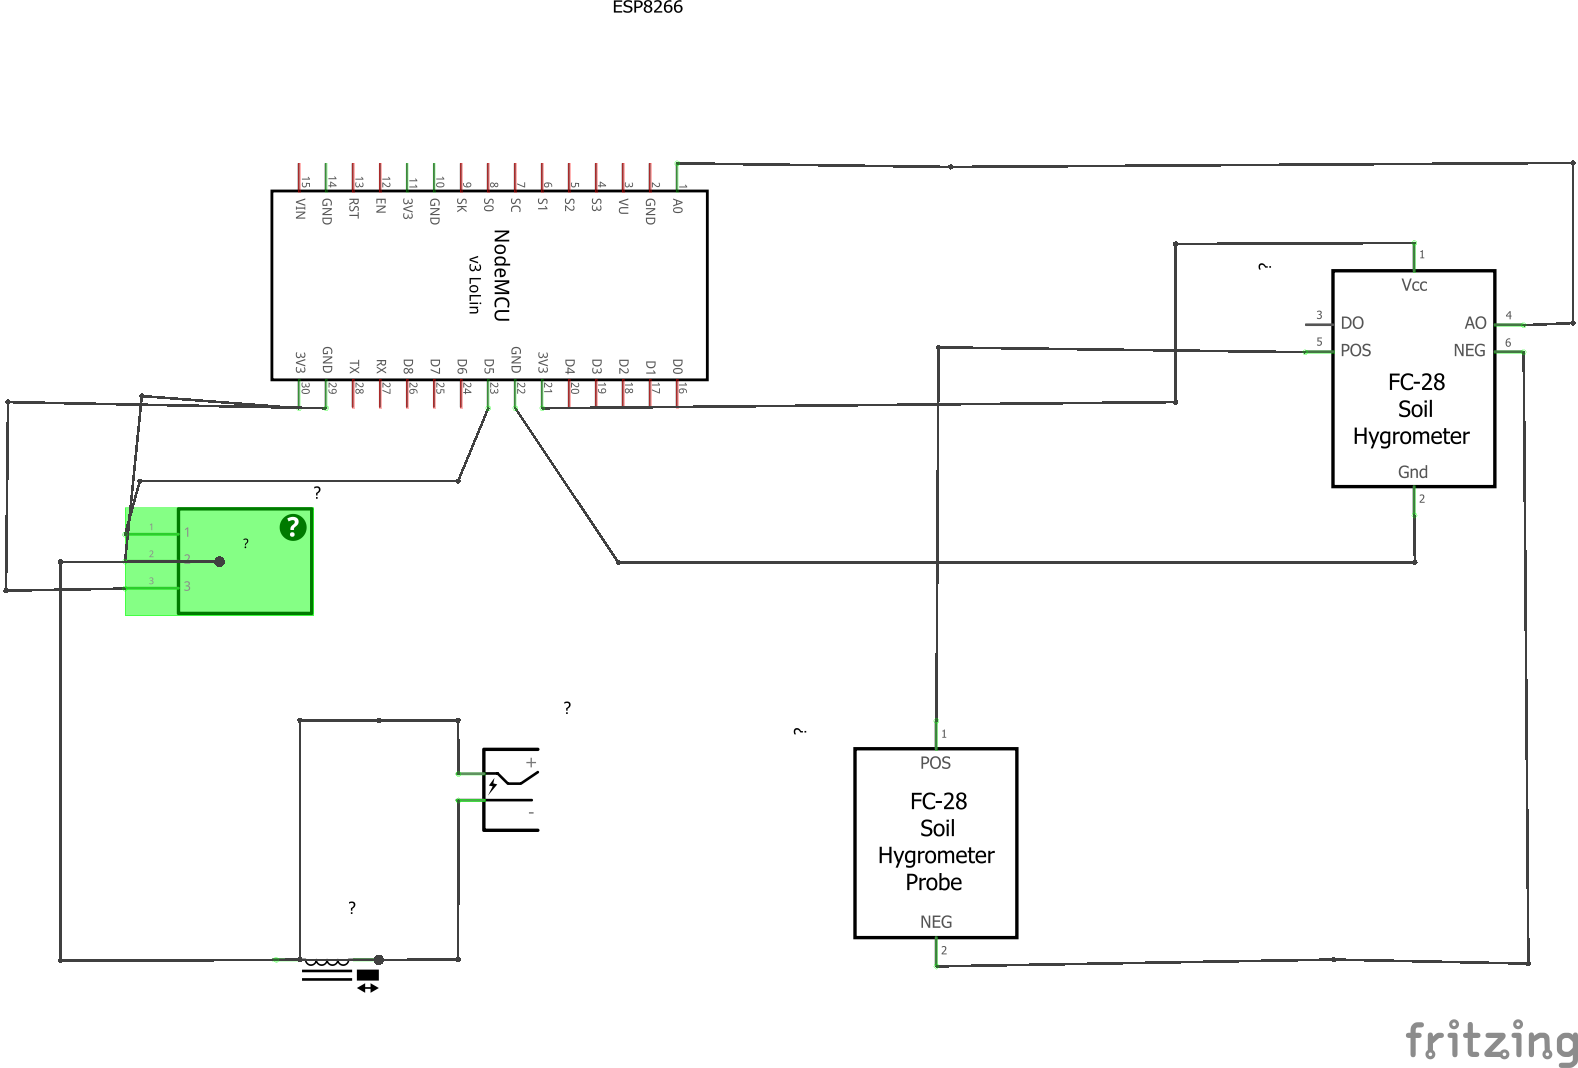 ESP8266
15 14 13 12 11 10 9 8 7 6 5 4 3 2 1
VIN GND RST EN 3V3 GND SK S0 SC S1 S2 S3 VU GND A0
NodeMCU
v3 LoLin
3V3 GND TX RX D8 D7 D6 D5 GND 3V3 D4 D3 D2 D1 D0
30 29 28 27 26 25 24 23 22 21 20 19 18 17 16
?
1
Vcc
3 DO AO 4
5 POS NEG 6
FC-28
Soil
Hygrometer
Gnd
2
?
?
1 1 ?
2 2
3 3
?
+
-
?
?
1
POS
FC-28
Soil
Hygrometer
Probe
NEG
2
fritzing